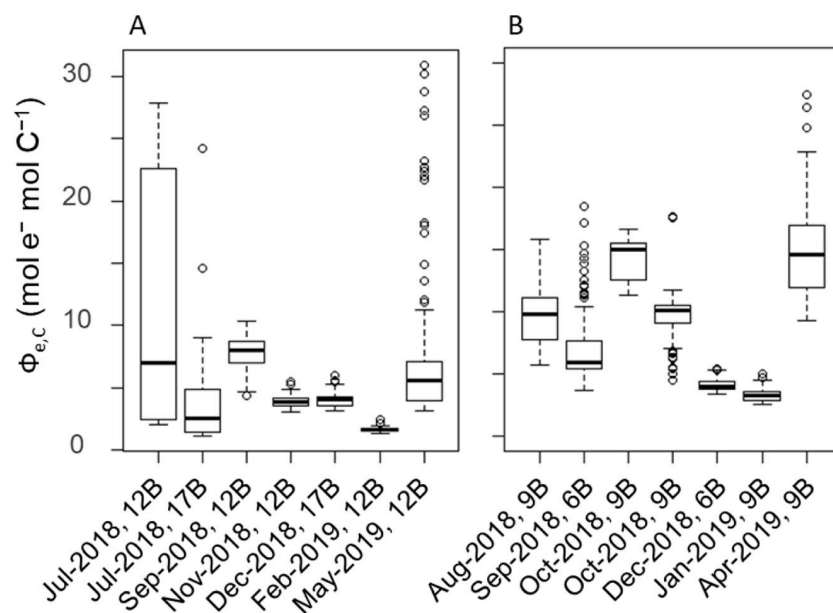 A
B
Φe,C (mol e⁻ mol C⁻¹)
30
20
10
0
Jul-2018, 12B
Jul-2018, 17B
Sep-2018, 12B
Nov-2018, 12B
Dec-2018, 17B
Feb-2019, 12B
May-2019, 12B
Aug-2018, 9B
Sep-2018, 6B
Oct-2018, 9B
Oct-2018, 9B
Dec-2018, 6B
Jan-2019, 9B
Apr-2019, 9B